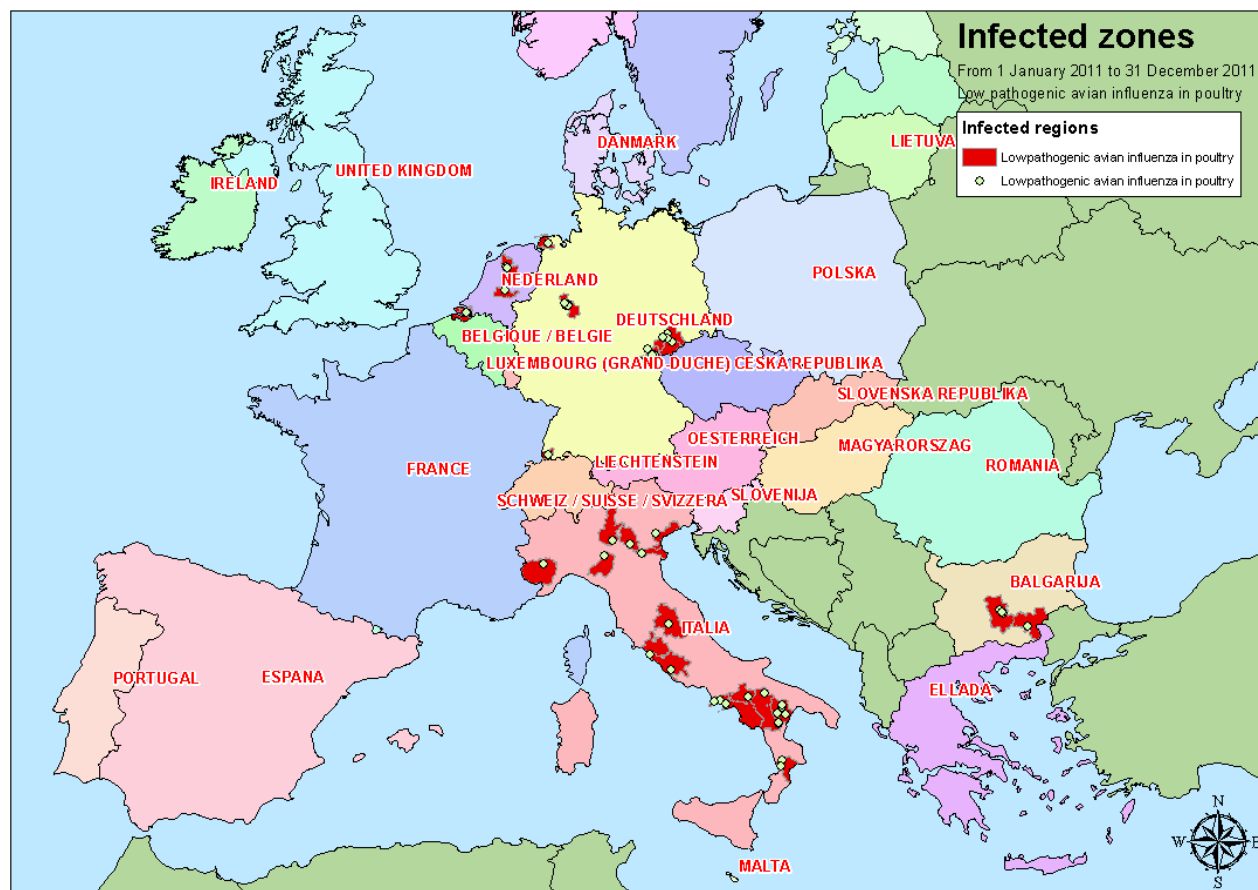 Infected zones
From 1 January 2011 to 31 December 2011
Low pathogenic avian influenza in poultry
Infected regions
Lowpathogenic avian influenza in poultry
Lowpathogenic avian influenza in poultry
DANMARK
LIETUVA
UNITED KINGDOM
IRELAND
POLSKA
NEDERLAND
DEUTSCHLAND
BELGIQUE / BELGIE
LUXEMBOURG (GRAND-DUCHE)
CESKA REPUBLIKA
SLOVENSKA REPUBLIKA
OESTERREICH
MAGYARORSZAG
FRANCE
LIECHTENSTEIN
ROMANIA
SCHWEIZ / SUISSE / SVIZZERA
SLOVENIJA
BALGARIJA
ITALIA
PORTUGAL
ESPANA
ELLADA
MALTA
N
W
E
S